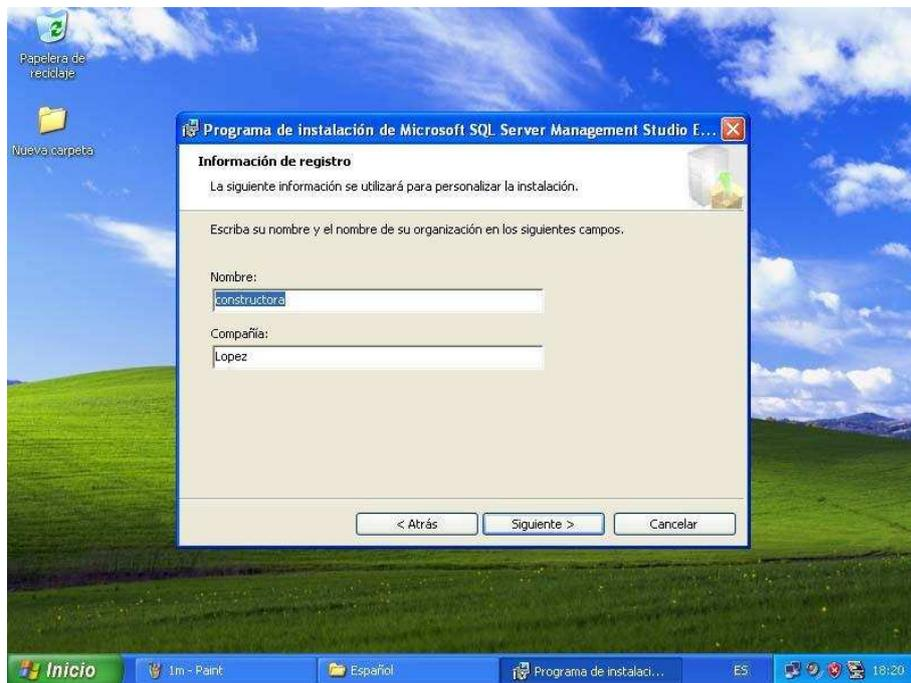 Papelera de
reciclaje
Nueva carpeta
Programa de instalación de Microsoft SQL Server Management Studio E...
Información de registro
La siguiente información se utilizará para personalizar la instalación.
Escriba su nombre y el nombre de su organización en los siguientes campos.
Nombre:
constructora
Compañía:
Lopez
< Atrás
Siguiente >
Cancelar
Inicio
1m - Paint
Español
Programa de instalaci...
ES
18:20